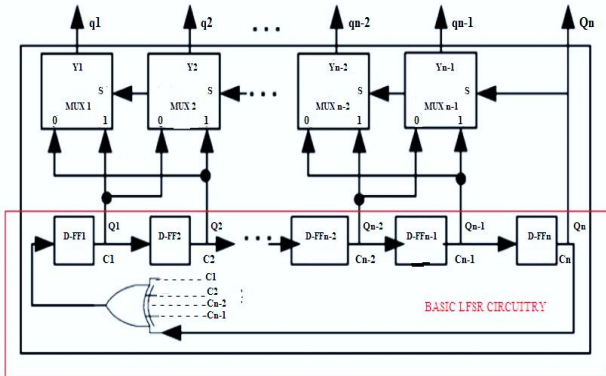 q1 q2 ... qn-2 qn-1 Qn
Y1 Y2 Yn-2 Yn-1
S S ... S S
MUX 1 MUX 2 MUX n-2 MUX n-1
0 1 0 1 0 1 0 1
Q1 Q2 Qn-2 Qn-1 Qn
D-FF1 D-FF2 ... D-FFn-2 D-FFn-1 D-FFn
C1 C2 Cn-2 Cn-1 Cn
C1
C2
Cn-2
Cn-1
BASIC LFSR CIRCUITRY